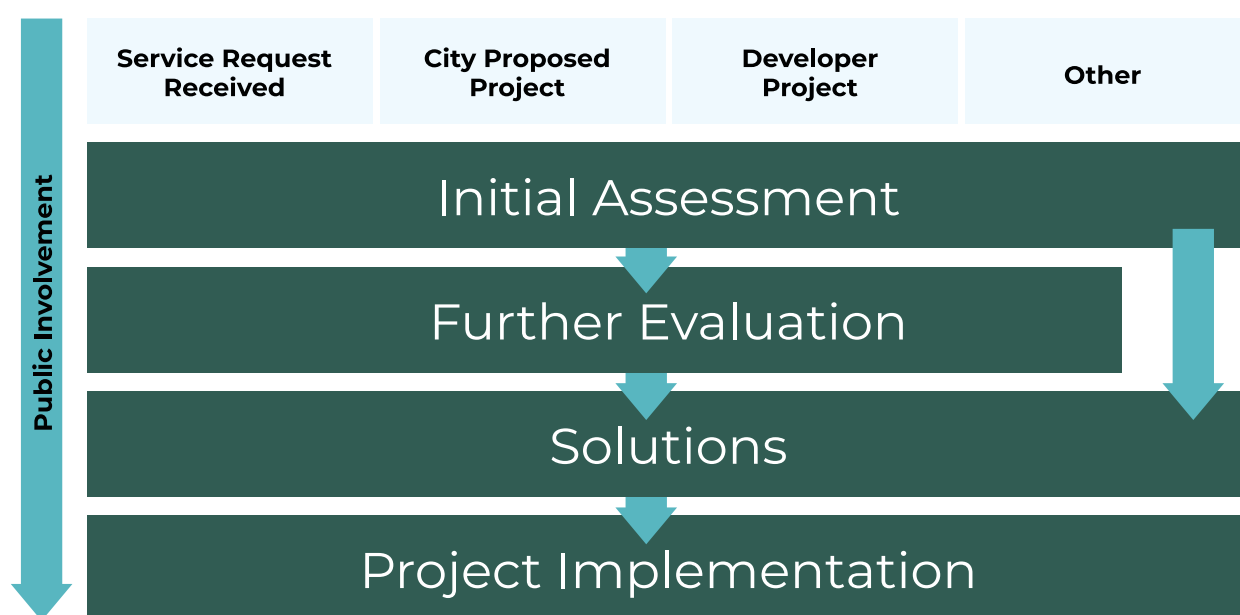 Service Request
Received
City Proposed
Project
Developer
Project
Other
Public Involvement
Initial Assessment
Further Evaluation
Solutions
Project Implementation